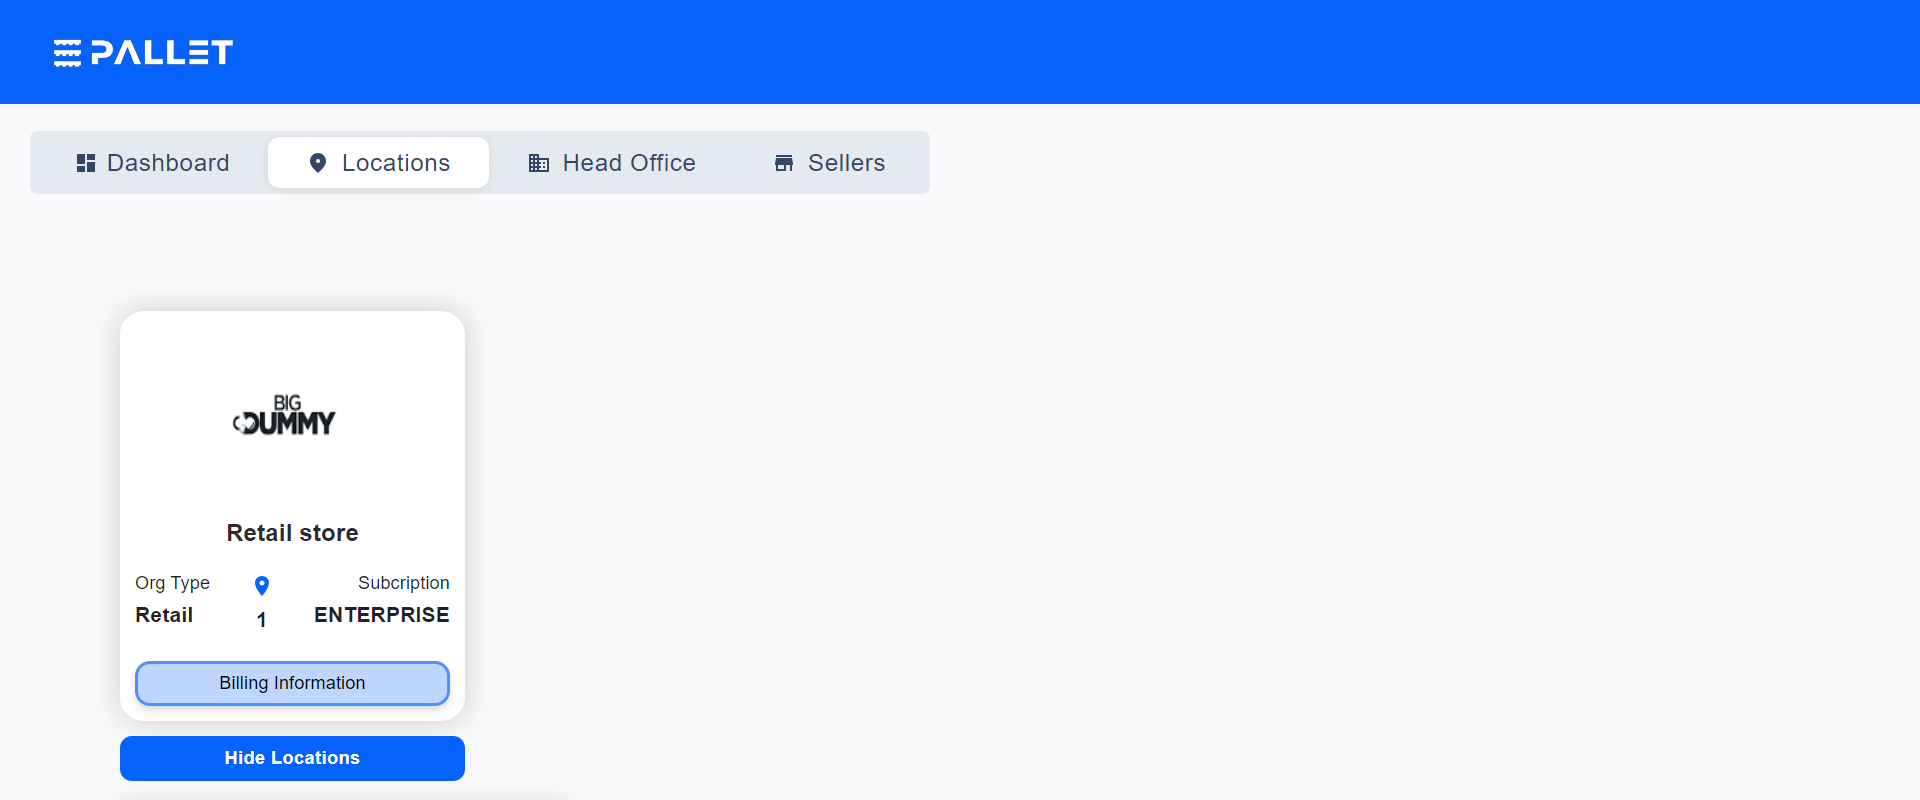 PALLET
Dashboard
Locations
Head Office
Sellers
BIG
DUMMY
Retail store
Org Type
Subcription
Retail
1
ENTERPRISE
Billing Information
Hide Locations